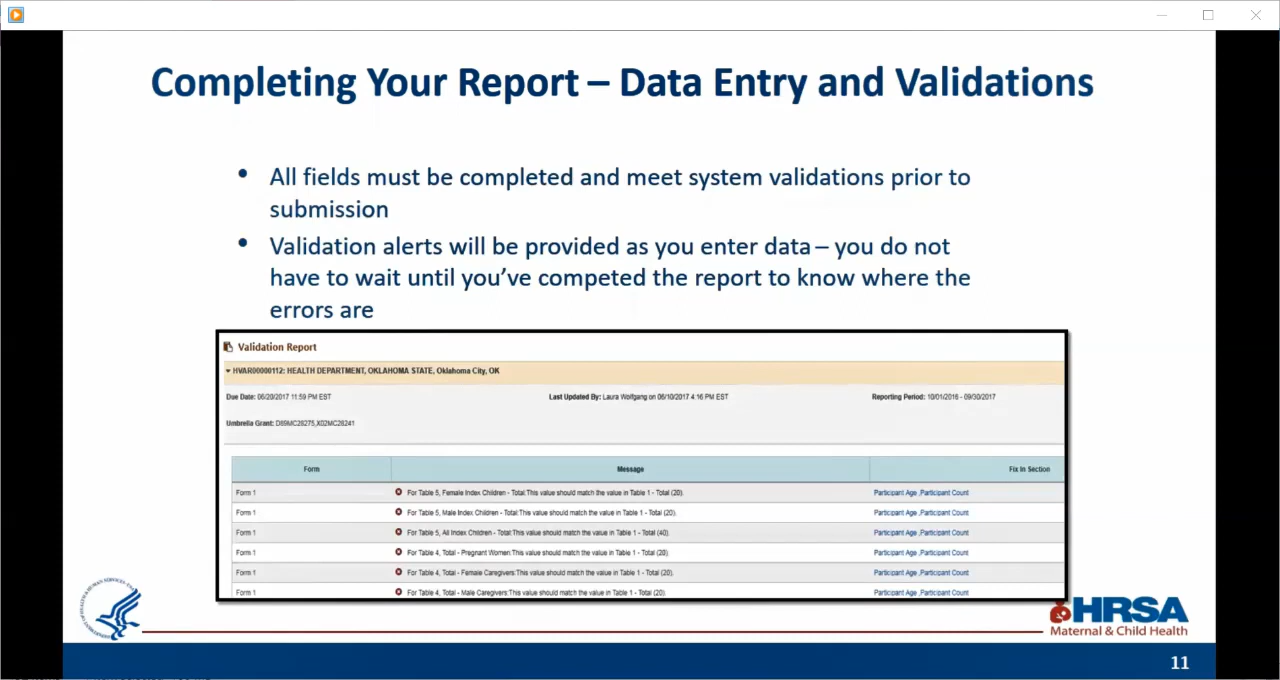 Completing Your Report – Data Entry and Validations
• All fields must be completed and meet system validations prior to
submission
• Validation alerts will be provided as you enter data – you do not
have to wait until you've competed the report to know where the
errors are
Validation Report
HVAR00000112: HEALTH DEPARTMENT, OKLAHOMA STATE, Oklahoma City, OK
Due Date: 06/20/2017 11:59 PM EST Last Updated By: Laura Wolfgang on 06/10/2017 4:16 PM EST Reporting Period: 10/01/2016 - 09/30/2017
Umbrella Grant: D89MC28275,X02MC28241
Form Message Fix In Section
Form 1 For Table 5, Female Index Children - Total:This value should match the value in Table 1 - Total (20). Participant Age ,Participant Count
Form 1 For Table 5, Male Index Children - Total:This value should match the value in Table 1 - Total (20). Participant Age ,Participant Count
Form 1 For Table 5, All Index Children - Total:This value should match the value in Table 1 - Total (40). Participant Age ,Participant Count
Form 1 For Table 4, Total - Pregnant Women:This value should match the value in Table 1 - Total (20). Participant Age ,Participant Count
Form 1 For Table 4, Total - Female Caregivers:This value should match the value in Table 1 - Total (20). Participant Age ,Participant Count
Form 1 For Table 4, Total - Male Caregivers:This value should match the value in Table 1 - Total (20). Participant Age ,Participant Count
HRSA
Maternal & Child Health
11